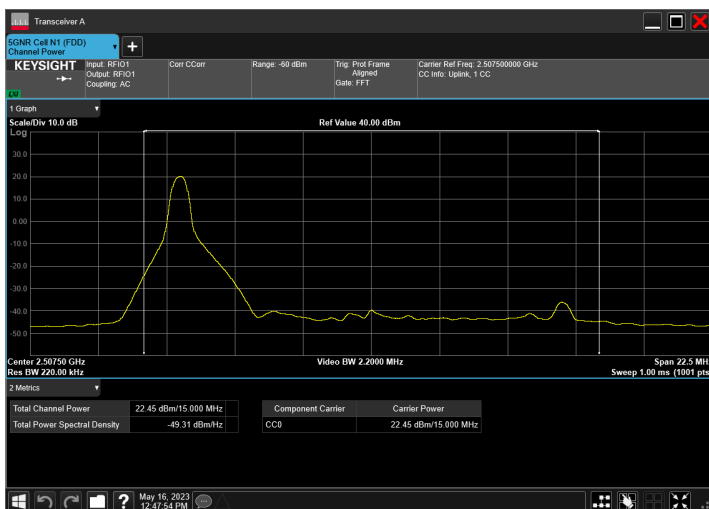 Transceiver A
5GNR Cell N1 (FDD)
Channel Power
KEYSIGHT
Input: RFIO1
Output: RFIO1
Coupling: AC
Corr CCorr
Range: -60 dBm
Trig: Prot Frame
Aligned
Gate: FFT
Carrier Ref Freq: 2.507500000 GHz
CC Info: Uplink, 1 CC
LXI
1 Graph
Scale/Div 10.0 dB
Ref Value 40.00 dBm
Log
30.0
20.0
10.0
0.00
-10.0
-20.0
-30.0
-40.0
-50.0
Center 2.50750 GHz
Video BW 2.2000 MHz
Span 22.5 MHz
Res BW 220.00 kHz
Sweep 1.00 ms (1001 pts)
2 Metrics
Total Channel Power 22.45 dBm/15.000 MHz
Total Power Spectral Density -49.31 dBm/Hz
Component Carrier Carrier Power
CC0 22.45 dBm/15.000 MHz
May 16, 2023
12:47:54 PM